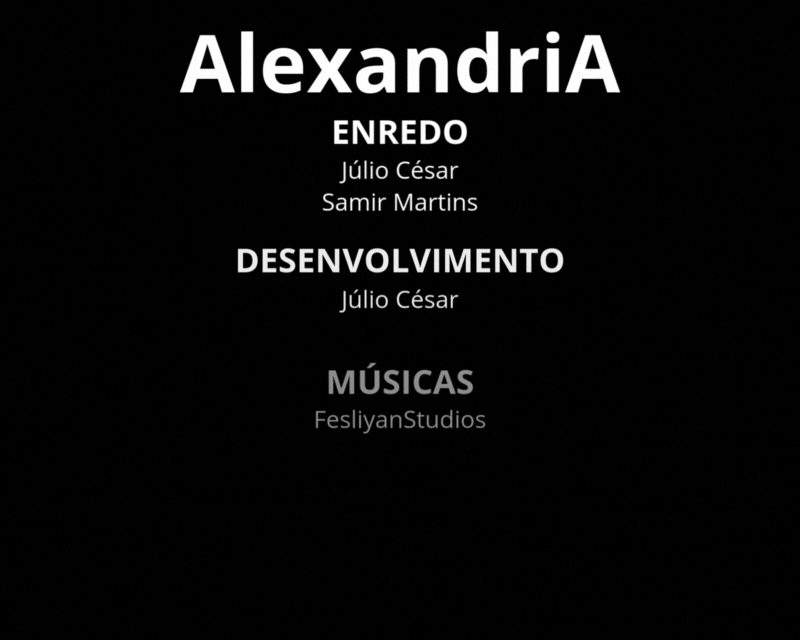 AlexandriA
ENREDO
Júlio César
Samir Martins
DESENVOLVIMENTO
Júlio César
MÚSICAS
FesliyanStudios